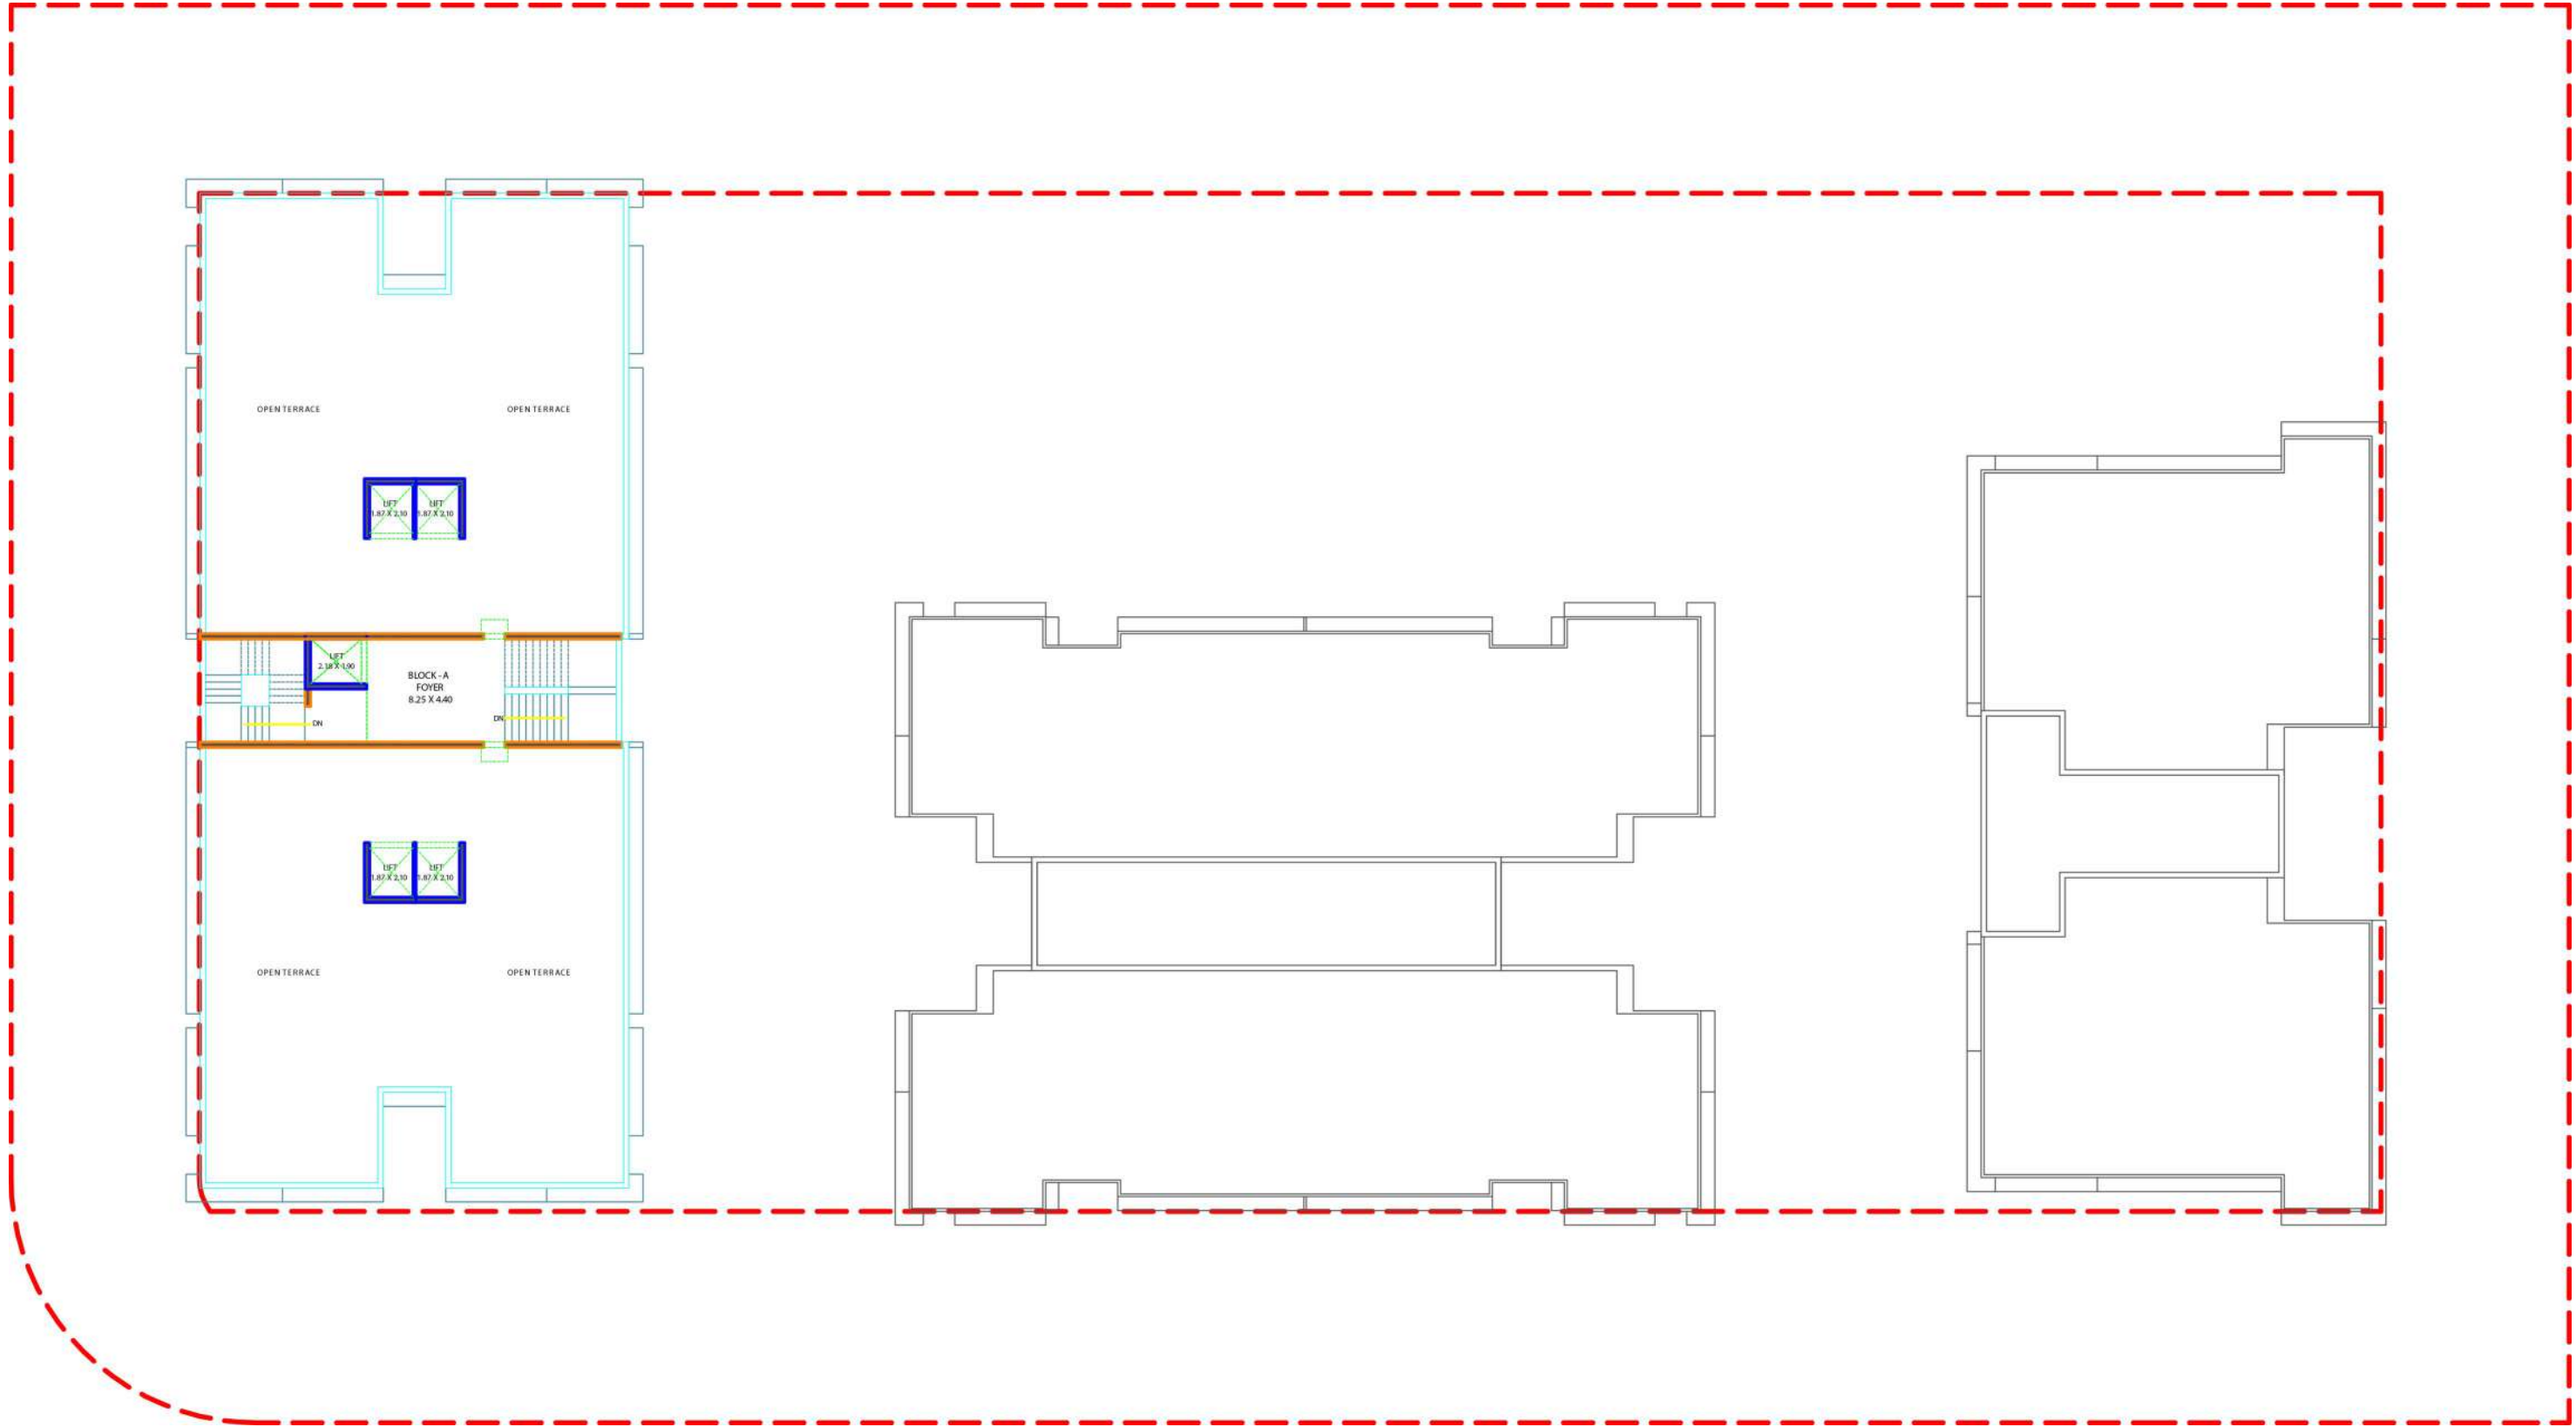 OPEN TERRACE
OPEN TERRACE
LIFT
1.87 X 2.10
LIFT
1.87 X 2.10
LIFT
2.18 X 1.90
BLOCK - A
FOYER
8.25 X 4.40
DN
DN
LIFT
1.87 X 2.10
LIFT
1.87 X 2.10
OPEN TERRACE
OPEN TERRACE